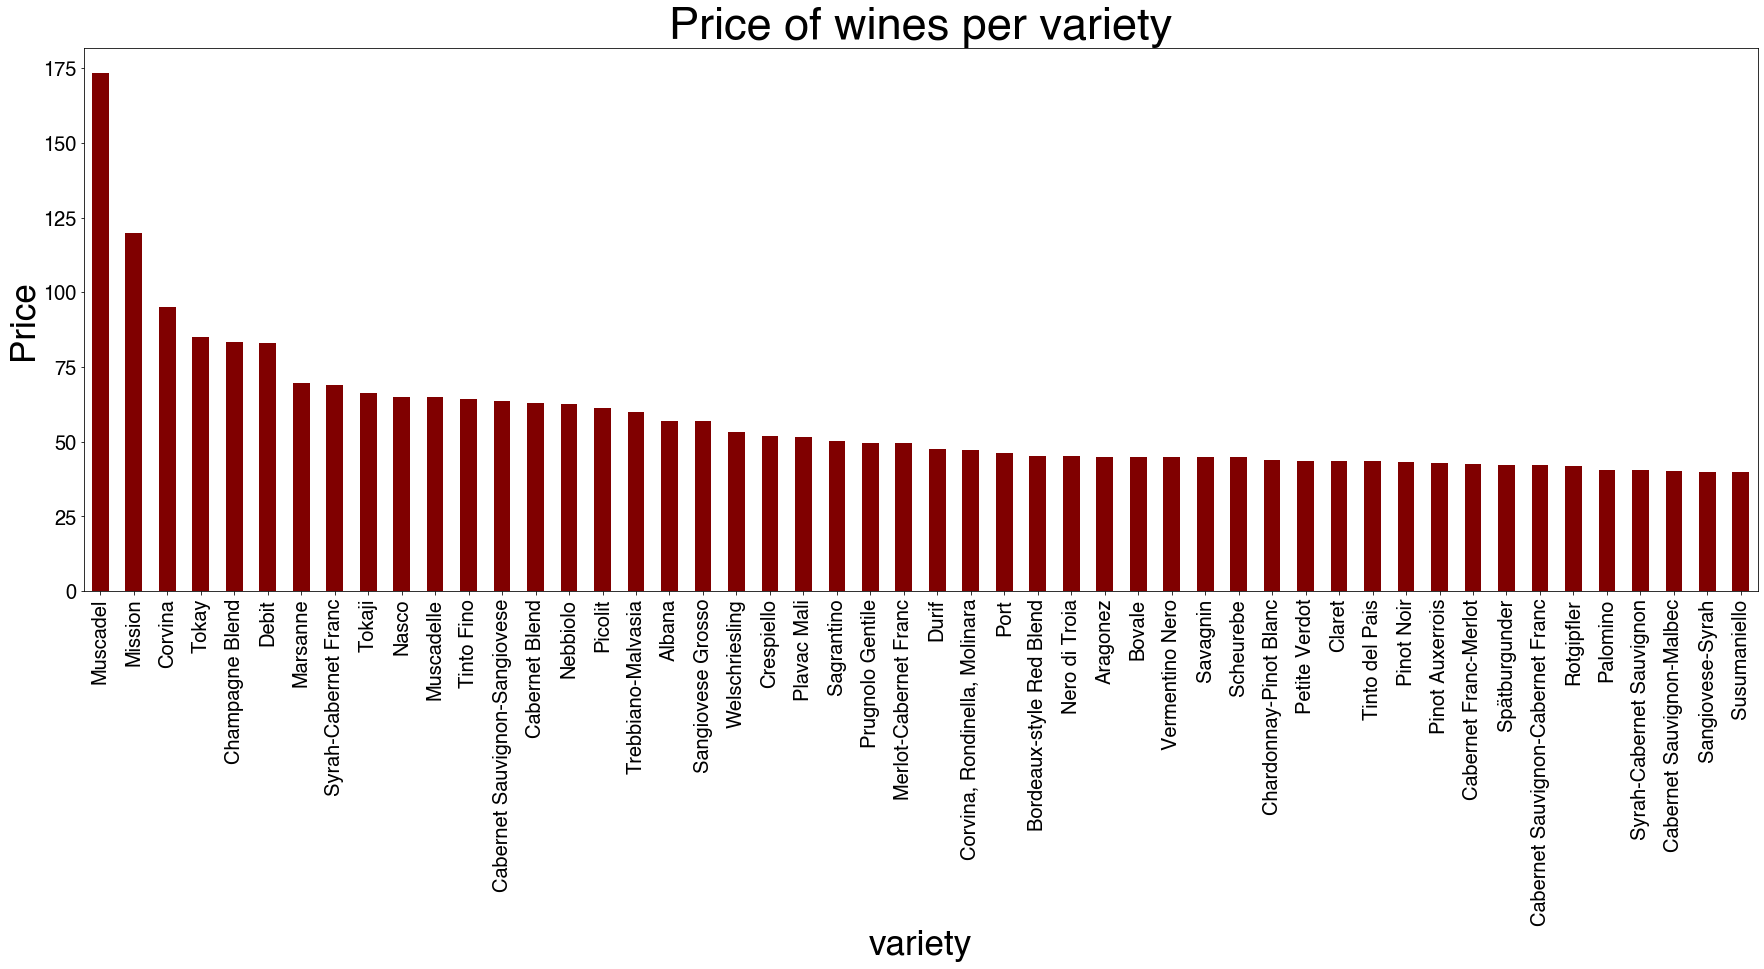 Price of wines per variety
Price
175
150
125
100
75
50
25
0
Muscadel
Mission
Corvina
Tokay
Champagne Blend
Debit
Marsanne
Syrah-Cabernet Franc
Tokaji
Nasco
Muscadelle
Tinto Fino
Cabernet Sauvignon-Sangiovese
Cabernet Blend
Nebbiolo
Picolit
Trebbiano-Malvasia
Albana
Sangiovese Grosso
Welschriesling
Crespiello
Plavac Mali
Sagrantino
Prugnolo Gentile
Merlot-Cabernet Franc
Durif
Corvina, Rondinella, Molinara
Port
Bordeaux-style Red Blend
Nero di Troia
Aragonez
Bovale
Vermentino Nero
Savagnin
Scheurebe
Chardonnay-Pinot Blanc
Petite Verdot
Claret
Tinto del Pais
Pinot Noir
Pinot Auxerrois
Cabernet Franc-Merlot
Spätburgunder
Cabernet Sauvignon-Cabernet Franc
Rotgipfler
Palomino
Syrah-Cabernet Sauvignon
Cabernet Sauvignon-Malbec
Sangiovese-Syrah
Susumaniello
variety